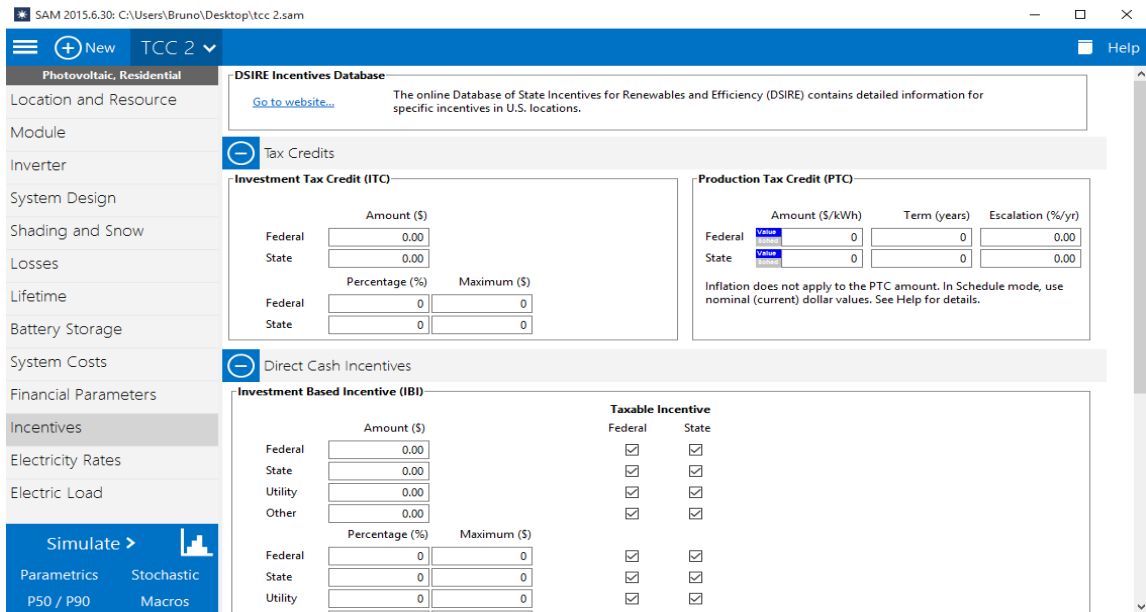 SAM 2015.6.30: C:\Users\Bruno\Desktop\tcc 2.sam
New
TCC 2
Help
Photovoltaic, Residential
Location and Resource
Module
Inverter
System Design
Shading and Snow
Losses
Lifetime
Battery Storage
System Costs
Financial Parameters
Incentives
Electricity Rates
Electric Load
Simulate >
Parametrics Stochastic
P50 / P90 Macros
DSIRE Incentives Database
Go to website...
The online Database of State Incentives for Renewables and Efficiency (DSIRE) contains detailed information for
specific incentives in U.S. locations.
Tax Credits
Investment Tax Credit (ITC)
Amount ($)
Federal 0.00
State 0.00
Percentage (%) Maximum ($)
Federal 0 0
State 0 0
Production Tax Credit (PTC)
Amount ($/kWh) Term (years) Escalation (%/yr)
Federal Value Sched 0 0 0.00
State Value Sched 0 0 0.00
Inflation does not apply to the PTC amount. In Schedule mode, use
nominal (current) dollar values. See Help for details.
Direct Cash Incentives
Investment Based Incentive (IBI)
Taxable Incentive
Amount ($) Federal State
Federal 0.00
State 0.00
Utility 0.00
Other 0.00
Percentage (%) Maximum ($)
Federal 0 0
State 0 0
Utility 0 0